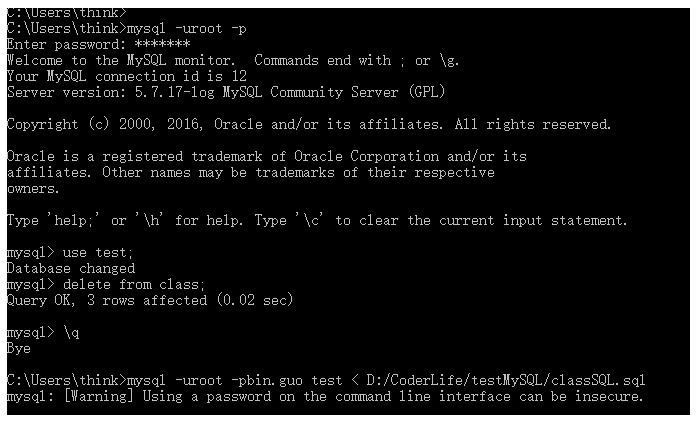 C:\Users\think>
C:\Users\think>mysql -uroot -p
Enter password: *******
Welcome to the MySQL monitor.  Commands end with ; or \g.
Your MySQL connection id is 12
Server version: 5.7.17-log MySQL Community Server (GPL)
Copyright (c) 2000, 2016, Oracle and/or its affiliates. All rights reserved.
Oracle is a registered trademark of Oracle Corporation and/or its
affiliates. Other names may be trademarks of their respective
owners.
Type 'help;' or '\h' for help. Type '\c' to clear the current input statement.
mysql> use test;
Database changed
mysql> delete from class;
Query OK, 3 rows affected (0.02 sec)
mysql> \q
Bye
C:\Users\think>mysql -uroot -pbin.guo test < D:/CoderLife/testMySQL/classSQL.sql
mysql: [Warning] Using a password on the command line interface can be insecure.